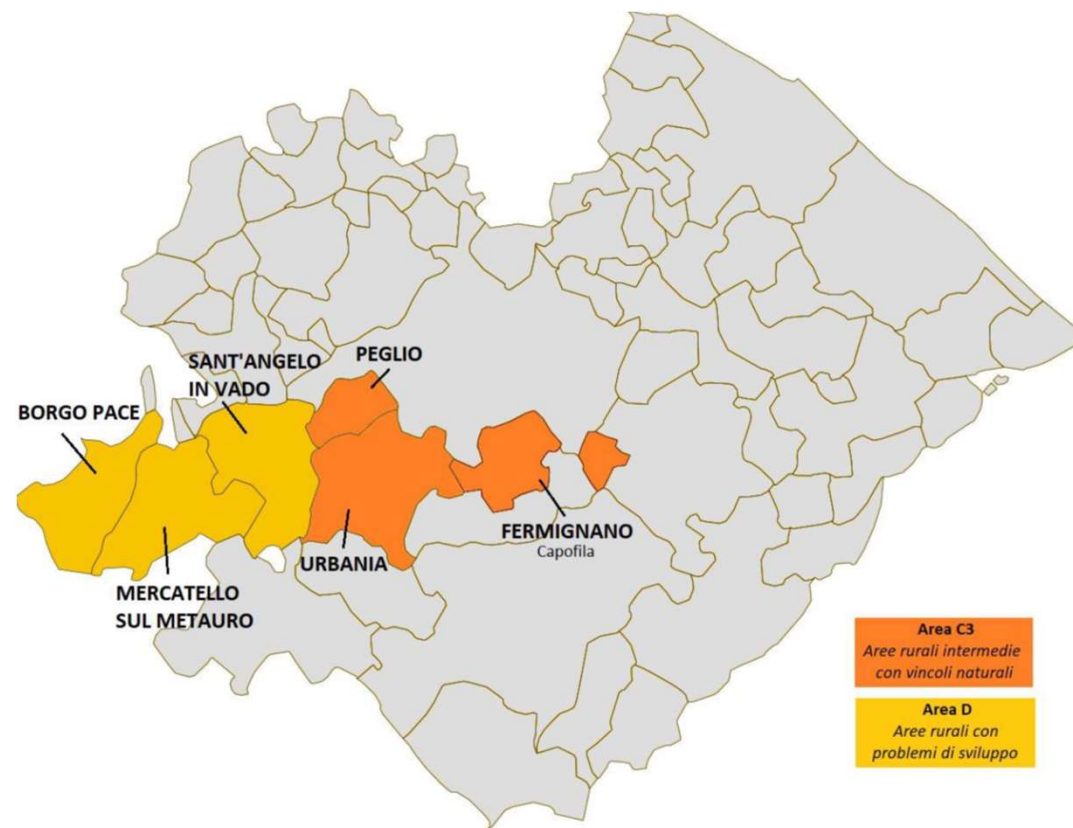 PEGLIO
SANT'ANGELO
IN VADO
BORGO PACE
FERMIGNANO
Capofila
URBANIA
MERCATELLO
SUL METAURO
Area C3
Aree rurali intermedie
con vincoli naturali
Area D
Aree rurali con
problemi di sviluppo